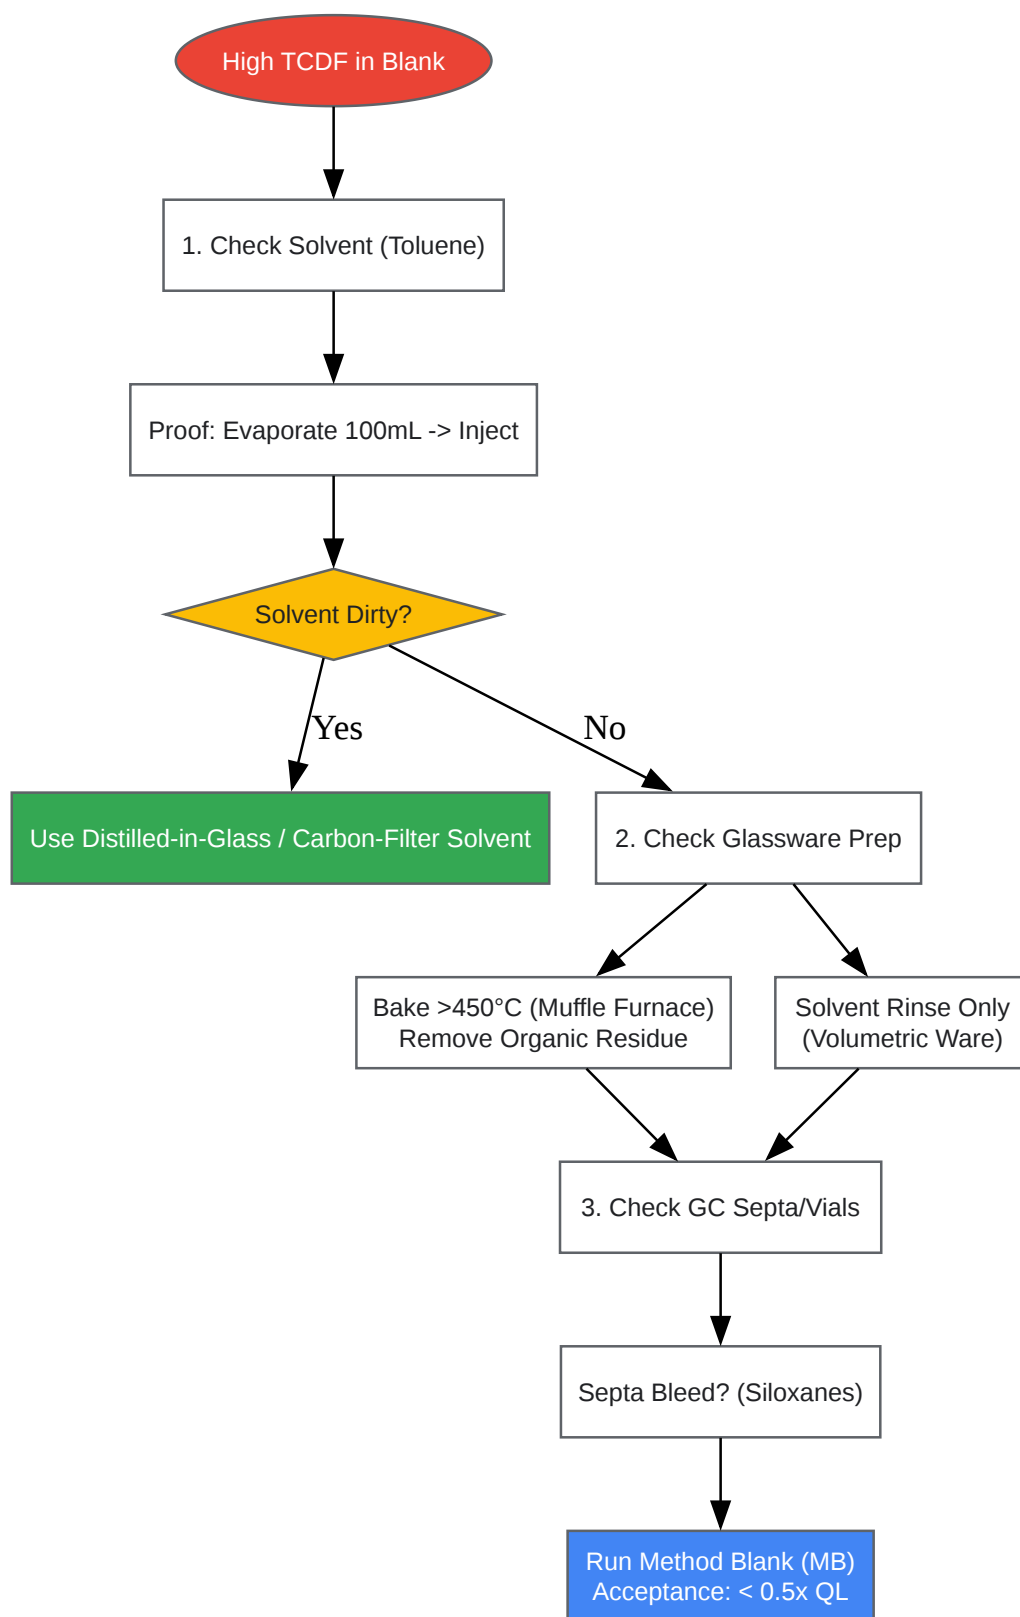 High TCDF in Blank
1. Check Solvent (Toluene)
Proof: Evaporate 100mL -> Inject
Solvent Dirty?
Yes
No
Use Distilled-in-Glass / Carbon-Filter Solvent
2. Check Glassware Prep
Bake >450°C (Muffle Furnace)
Remove Organic Residue
Solvent Rinse Only
(Volumetric Ware)
3. Check GC Septa/Vials
Septa Bleed? (Siloxanes)
Run Method Blank (MB)
Acceptance: < 0.5x QL